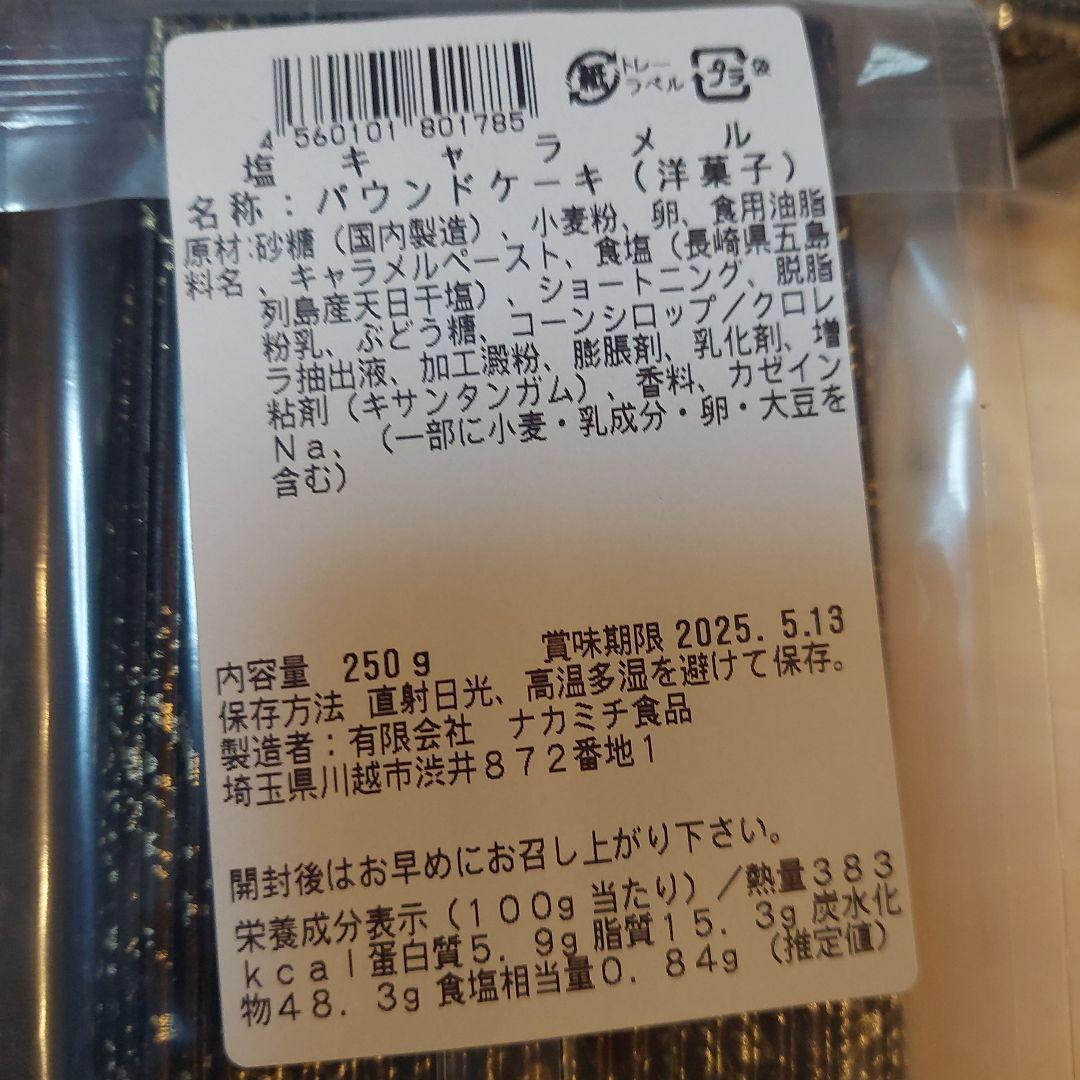 4 560101 801785
紙 トレー
ラベル
プラ 袋
塩キャラメル
名称:パウンドケーキ(洋菓子)
原材:砂糖(国内製造)、小麦粉、卵、食用油脂
料名、キャラメルペースト、食塩(長崎県五島
列島産天日干塩)、ショートニング、脱脂
粉乳、ぶどう糖、コーンシロップ/クロレ
ラ抽出液、加工澱粉、膨脹剤、乳化剤、増
粘剤(キサンタンガム)、香料、カゼイン
Na、(一部に小麦・乳成分・卵・大豆を
含む)
内容量 250g 賞味期限 2025. 5.13
保存方法 直射日光、高温多湿を避けて保存。
製造者:有限会社 ナカミチ食品
埼玉県川越市渋井872番地1
開封後はお早めにお召し上がり下さい。
栄養成分表示(100g当たり)/熱量383
kcal蛋白質5.9g脂質15.3g炭水化
物48.3g食塩相当量0.84g(推定値)